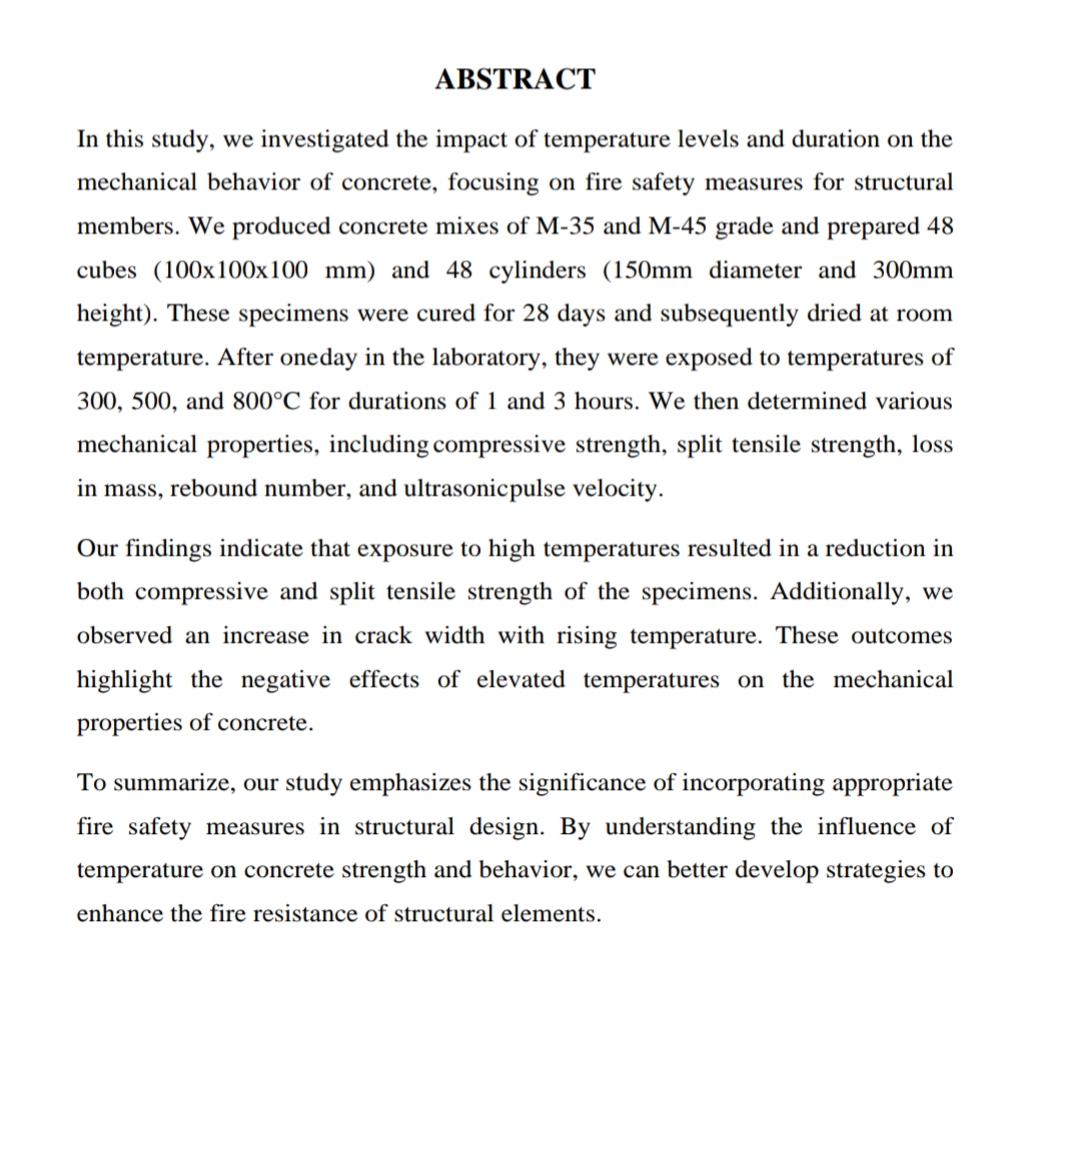 ABSTRACT
In this study, we investigated the impact of temperature levels and duration on the
mechanical behavior of concrete, focusing on fire safety measures for structural
members. We produced concrete mixes of M-35 and M-45 grade and prepared 48
cubes (100x100x100 mm) and 48 cylinders (150mm diameter and 300mm
height). These specimens were cured for 28 days and subsequently dried at room
temperature. After oneday in the laboratory, they were exposed to temperatures of
300, 500, and 800°C for durations of 1 and 3 hours. We then determined various
mechanical properties, including compressive strength, split tensile strength, loss
in mass, rebound number, and ultrasonicpulse velocity.
Our findings indicate that exposure to high temperatures resulted in a reduction in
both compressive and split tensile strength of the specimens. Additionally, we
observed an increase in crack width with rising temperature. These outcomes
highlight the negative effects of elevated temperatures on the mechanical
properties of concrete.
To summarize, our study emphasizes the significance of incorporating appropriate
fire safety measures in structural design. By understanding the influence of
temperature on concrete strength and behavior, we can better develop strategies to
enhance the fire resistance of structural elements.